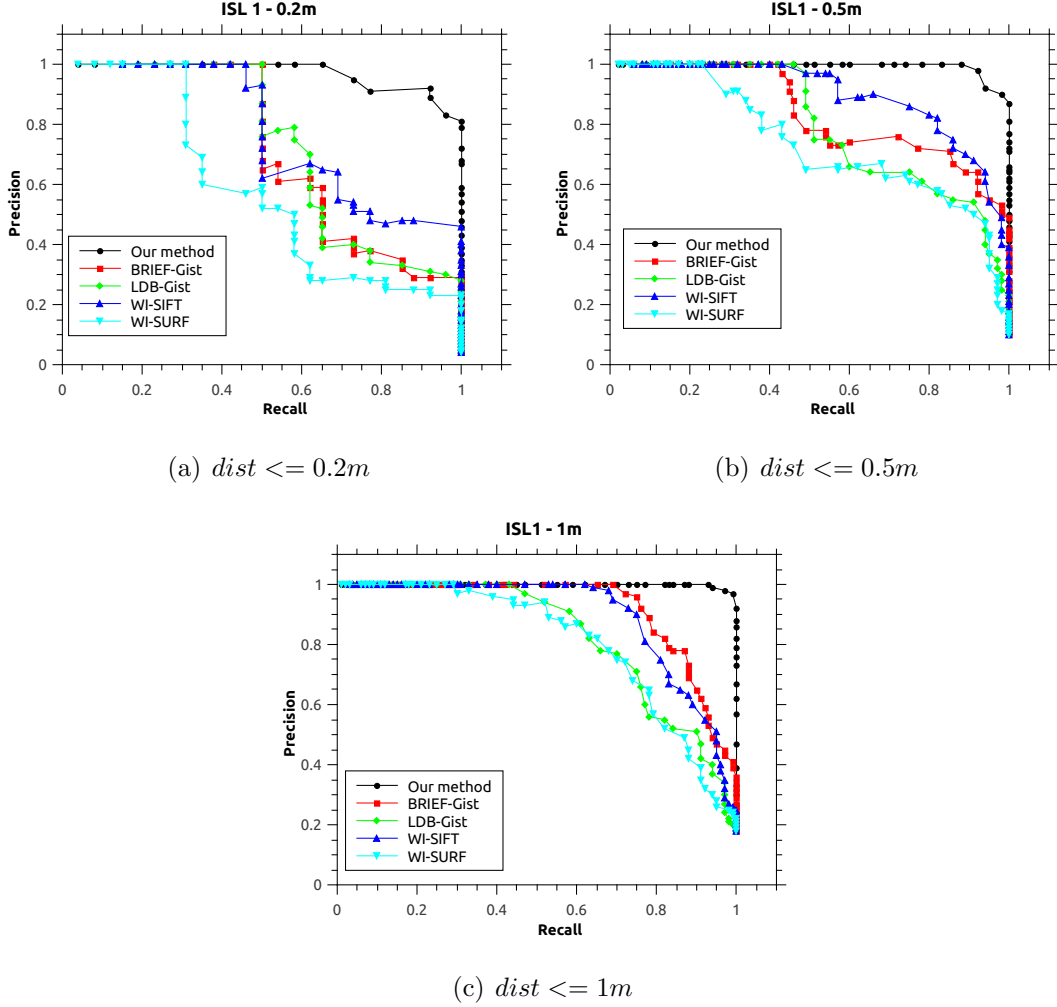 ISL 1 - 0.2m
Precision
1
0.8
0.6
0.4
0.2
0
Our method
BRIEF-Gist
LDB-Gist
WI-SIFT
WI-SURF
0 0.2 0.4 0.6 0.8 1
Recall
(a) dist <= 0.2m
ISL1 - 0.5m
Precision
1
0.8
0.6
0.4
0.2
0
Our method
BRIEF-Gist
LDB-Gist
WI-SIFT
WI-SURF
0 0.2 0.4 0.6 0.8 1
Recall
(b) dist <= 0.5m
ISL1 - 1m
Precision
1
0.8
0.6
0.4
0.2
0
Our method
BRIEF-Gist
LDB-Gist
WI-SIFT
WI-SURF
0 0.2 0.4 0.6 0.8 1
Recall
(c) dist <= 1m